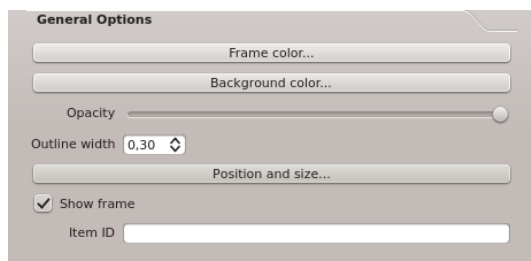 General Options
Frame color...
Background color...
Opacity
Outline width 0,30
Position and size...
Show frame
Item ID